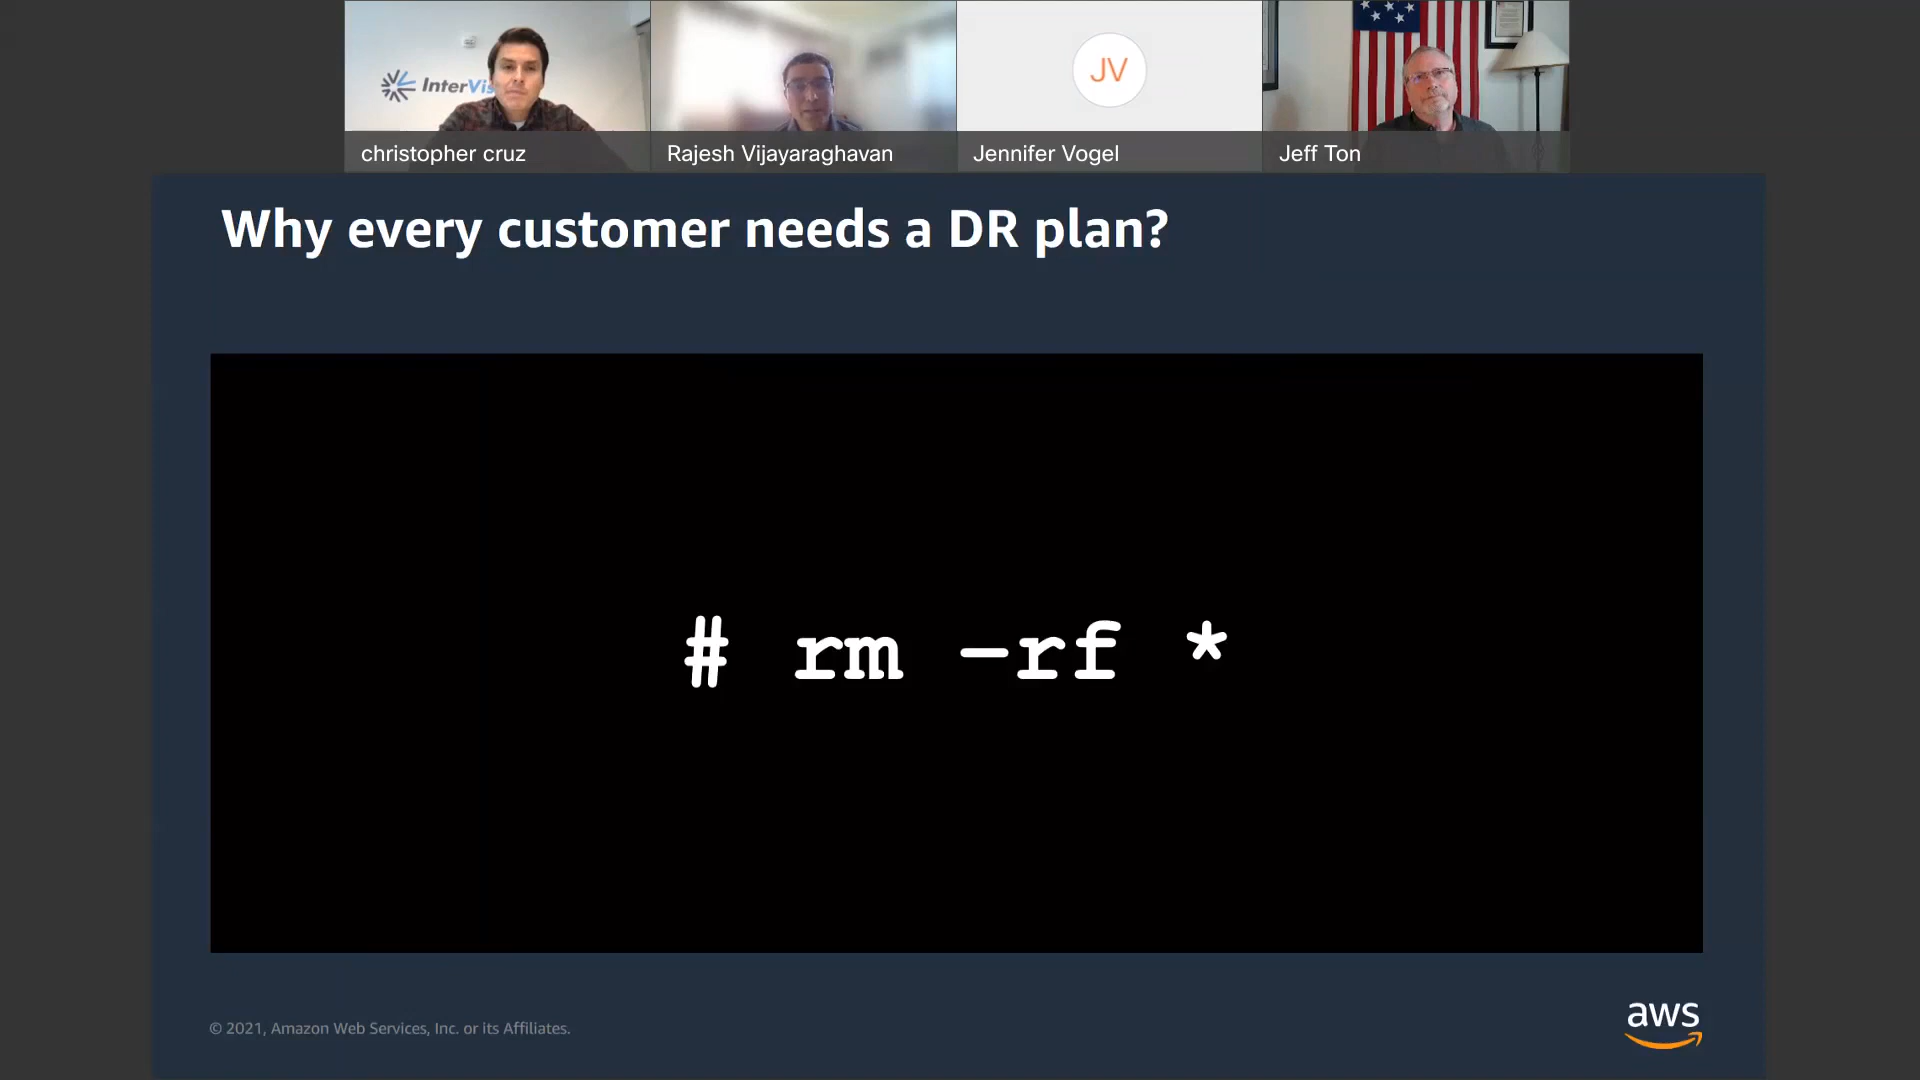 InterVis
JV
christopher cruz
Rajesh Vijayaraghavan
Jennifer Vogel
Jeff Ton
Why every customer needs a DR plan?
# rm -rf *
© 2021, Amazon Web Services, Inc. or its Affiliates.
aws